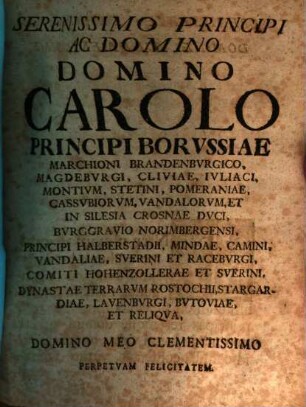 SERENISSIMO PRINCIPI
AC DOMINO
DOMINO
CAROLO
PRINCIPI BORVSSIAE
MARCHIONI BRANDENBVRGICO,
MAGDEBVRGI, CLIVIAE, IVLIACI,
MONTIVM, STETINI, POMERANIAE,
CASSVBIORVM, VANDALORVM, ET
IN SILESIA CROSNAE DVCI,
BVRGGRAVIO NORIMBERGENSI,
PRINCIPI HALBERSTADII, MINDAE, CAMINI,
VANDALIAE, SVERINI ET RACEBVRGI,
COMITI HOHENZOLLERAE ET SVERINI,
DYNASTAE TERRARVM ROSTOCHII, STARGAR-
DIAE, LAVENBVRGI, BVTOVIAE,
ET RELIQVA,
DOMINO MEO CLEMENTISSIMO
PERPETVAM FELICITATEM.